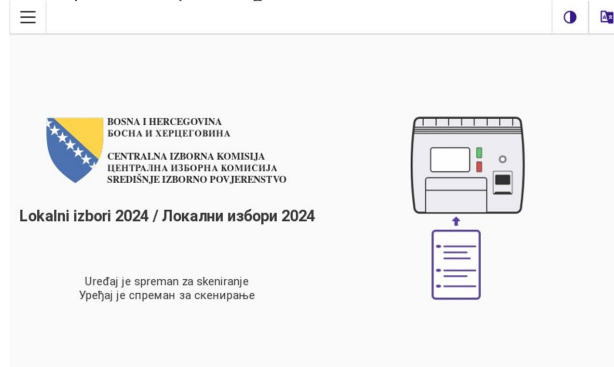 BOSNA I HERCEGOVINA
БОСНА И ХЕРЦЕГОВИНА
CENTRALNA IZBORNA KOMISIJA
ЦЕНТРАЛНА ИЗБОРНА КОМИСИЈА
SREDIŠNJE IZBORNO POVJERENSTVO
Lokalni izbori 2024 / Локални избори 2024
Uređaj je spreman za skeniranje
Уређај је спреман за скенирање